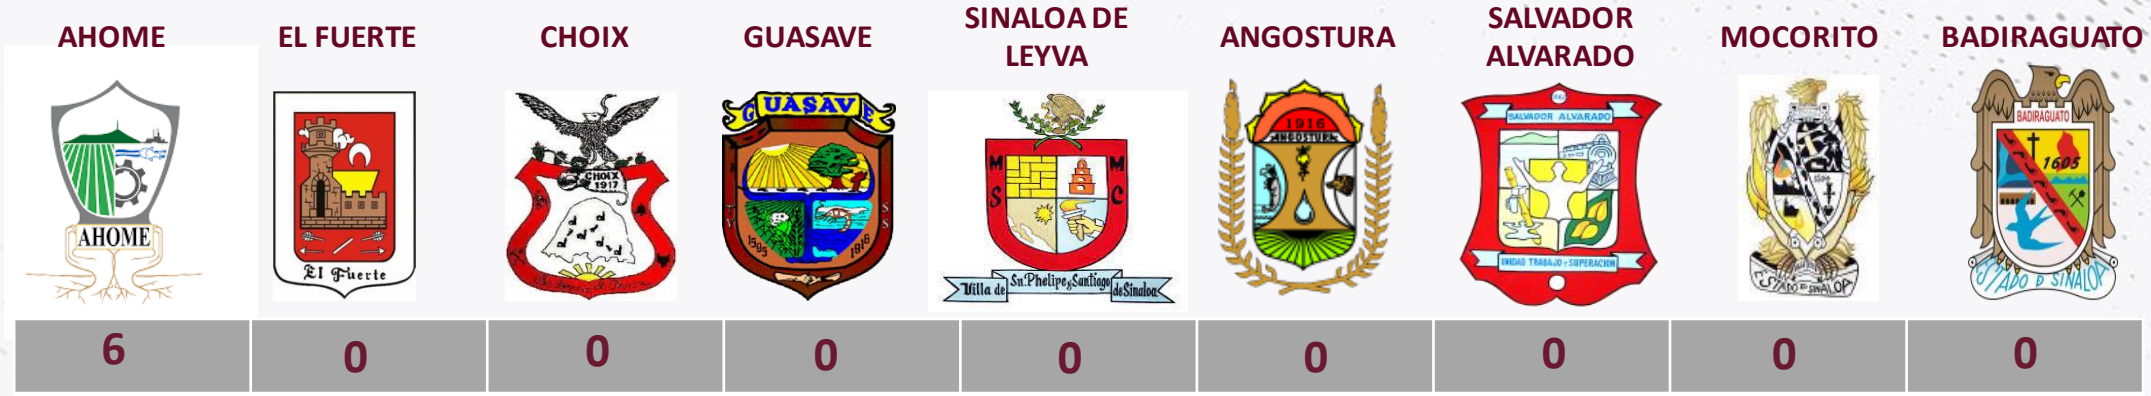 AHOME
EL FUERTE
CHOIX
GUASAVE
SINALOA DE
LEYVA
ANGOSTURA
SALVADOR
ALVARADO
MOCORITO
BADIRAGUATO
AHOME
El Fuerte
CHOIX
1917
GUASAVE
1595
1916
M
S
M
C
Villa de Sn. Phelipe y Santiago de Sinaloa
1916
ANGOSTURA
SALVADOR ALVARADO
UNIDAD TRABAJO Y SUPERACION
ESTADO D SINALOA
BADIRAGUATO
1605
ESTADO D SINALOA
6
0
0
0
0
0
0
0
0